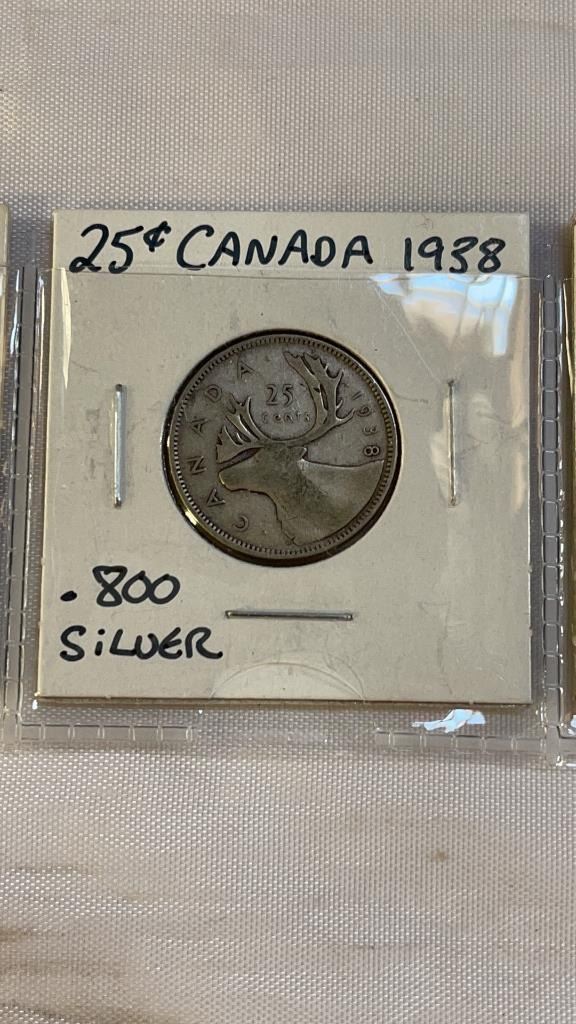 25¢ CANADA 1938
CANADA
25
cents
1938
.800
SILVER